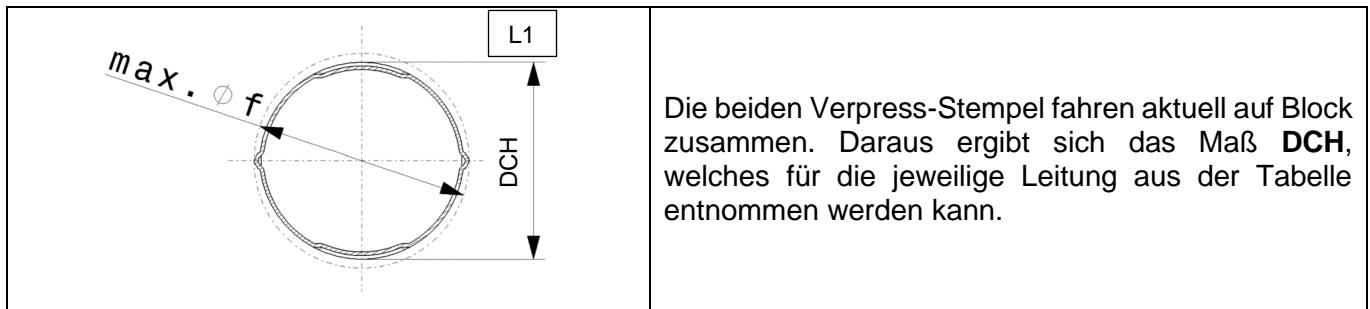 L1
max. ∅ f
DCH
Die beiden Verpress-Stempel fahren aktuell auf Block
zusammen. Daraus ergibt sich das Maß DCH,
welches für die jeweilige Leitung aus der Tabelle
entnommen werden kann.